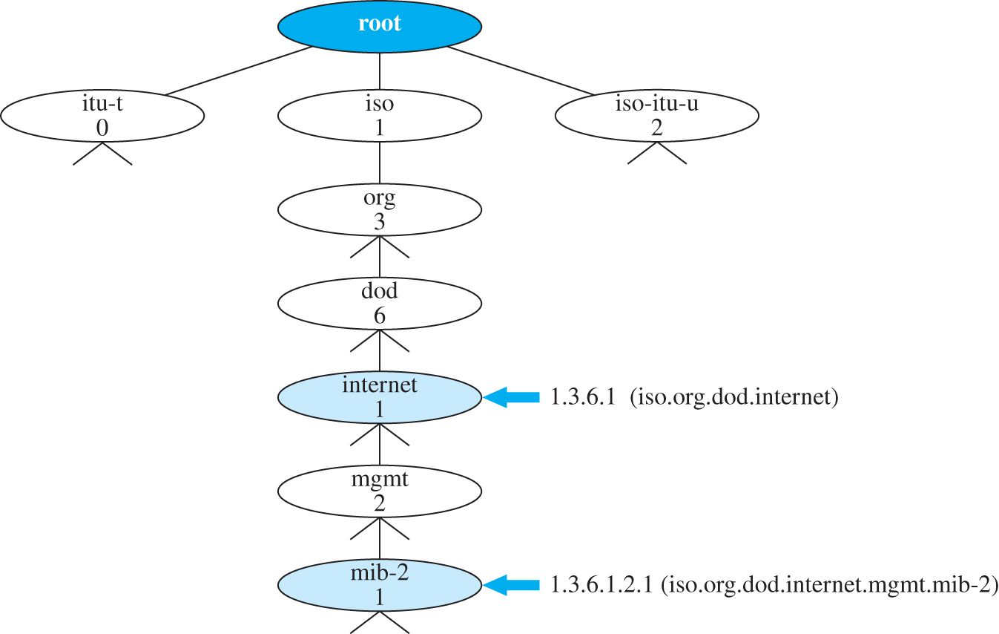 root
itu-t
0
iso
1
iso-itu-u
2
org
3
dod
6
internet
1
1.3.6.1 (iso.org.dod.internet)
mgmt
2
mib-2
1
1.3.6.1.2.1 (iso.org.dod.internet.mgmt.mib-2)